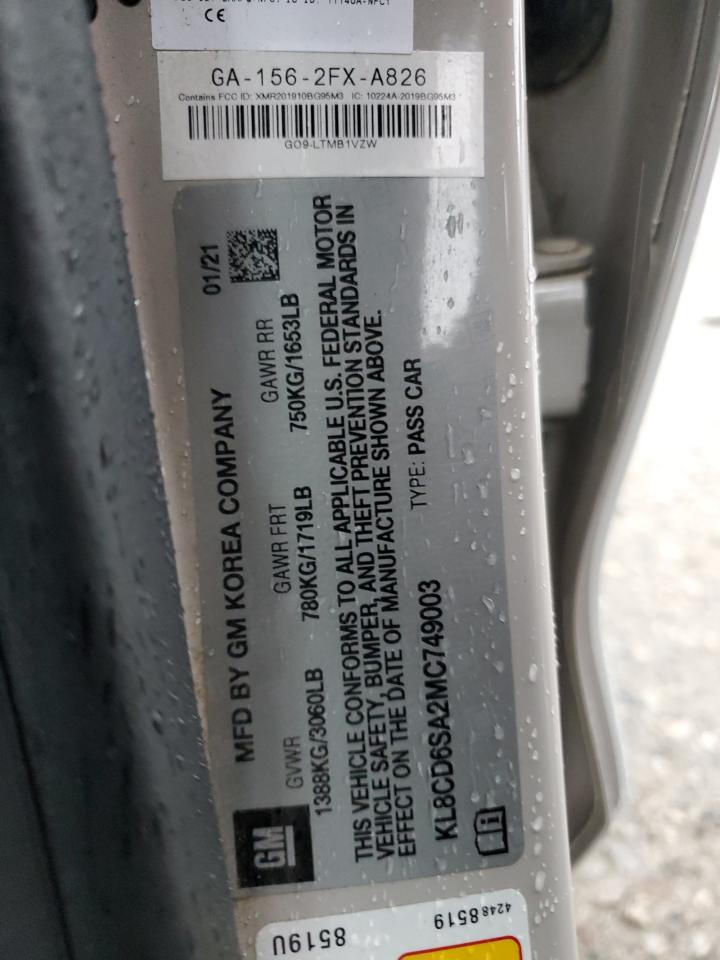 CE
GA-156-2FX-A826
Contains FCC ID: XMR201910BG95M3 IC: 10224A-2019BG95M3
GO9-LTMB1VZW
MFD BY GM KOREA COMPANY 01/21
GVWR GAWR FRT GAWR RR
1388KG/3060LB 780KG/1719LB 750KG/1653LB
THIS VEHICLE CONFORMS TO ALL APPLICABLE U.S. FEDERAL MOTOR
VEHICLE SAFETY, BUMPER, AND THEFT PREVENTION STANDARDS IN
EFFECT ON THE DATE OF MANUFACTURE SHOWN ABOVE.
KL8CD6SA2MC749003 TYPE: PASS CAR
GM
42488519
8519U